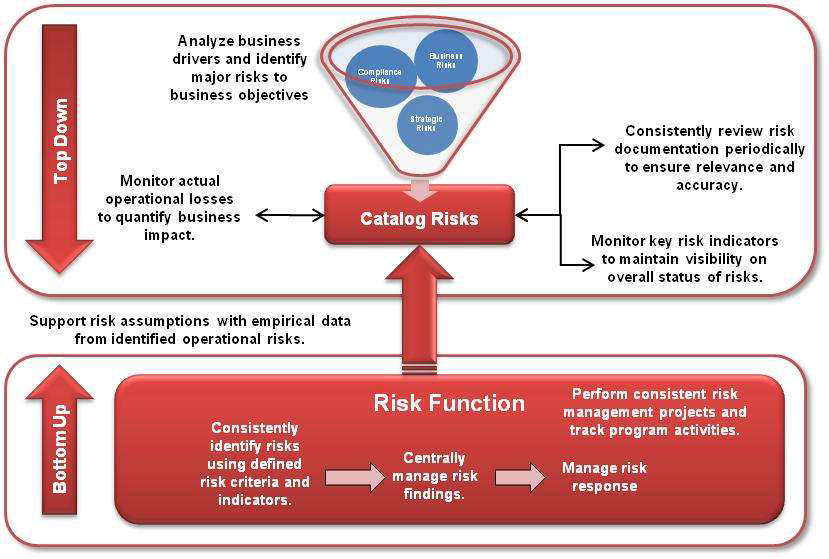 Analyze business
drivers and identify
major risks to
business objectives
Business
Risks
Compliance
Risks
Strategic
Risks
Top Down
Consistently review risk
documentation periodically
to ensure relevance and
accuracy.
Monitor actual
operational losses
to quantify business
impact.
Catalog Risks
Monitor key risk indicators
to maintain visibility on
overall status of risks.
Support risk assumptions with empirical data
from identified operational risks.
Bottom Up
Risk Function
Perform consistent risk
management projects and
track program activities.
Consistently
identify risks
using defined
risk criteria and
indicators.
Centrally
manage risk
findings.
Manage risk
response